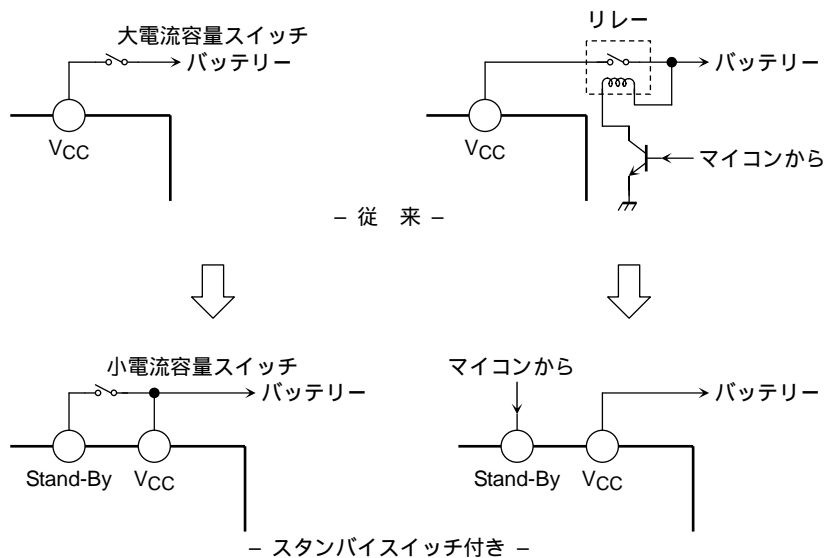 大電流容量スイッチ
バッテリー
VCC
リレー
バッテリー
VCC
マイコンから
– 従　来 –
小電流容量スイッチ
バッテリー
Stand-By
VCC
マイコンから
バッテリー
Stand-By
VCC
– スタンバイスイッチ付き –